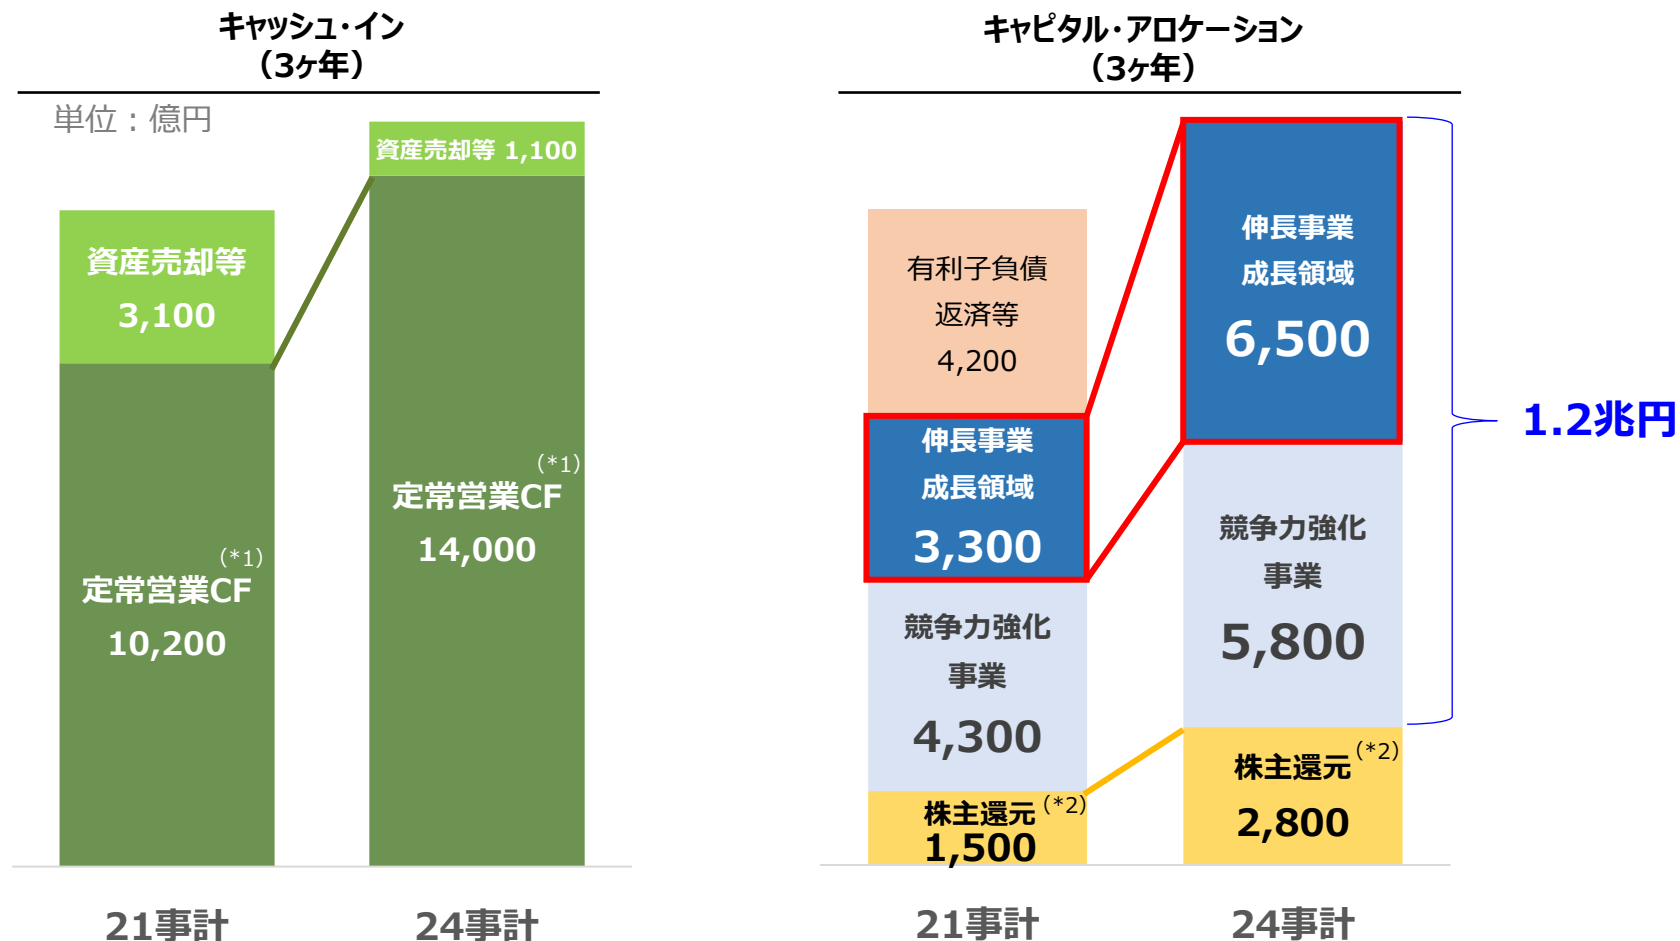 キャッシュ・イン
（3ヶ年）
単位：億円
資産売却等
3,100
(*1)
定常営業CF
10,200
21事計
資産売却等 1,100
(*1)
定常営業CF
14,000
24事計
キャピタル・アロケーション
（3ヶ年）
有利子負債
返済等
4,200
伸長事業
成長領域
3,300
競争力強化
事業
4,300
株主還元(*2)
1,500
21事計
伸長事業
成長領域
6,500
競争力強化
事業
5,800
株主還元(*2)
2,800
24事計
1.2兆円